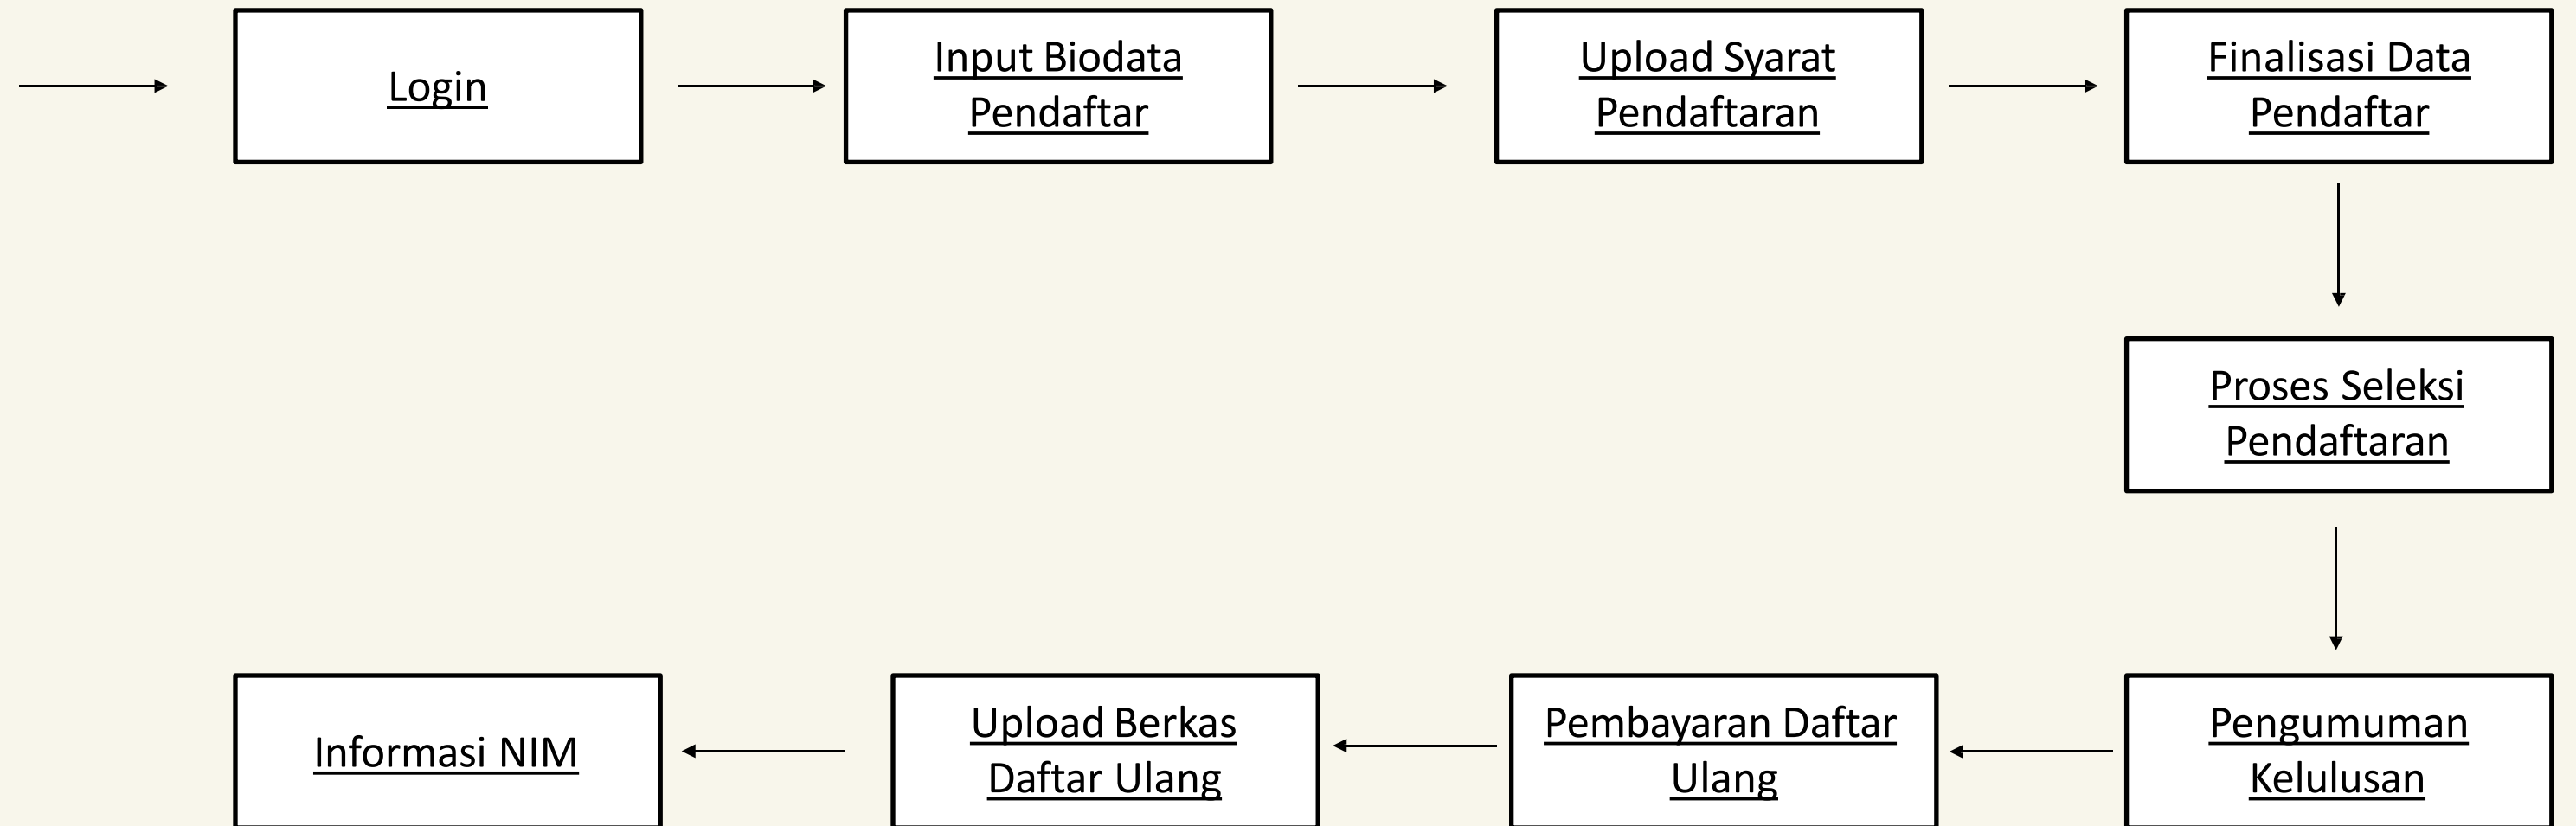 Login
Input Biodata
Pendaftar
Upload Syarat
Pendaftaran
Finalisasi Data
Pendaftar
Proses Seleksi
Pendaftaran
Pengumuman
Kelulusan
Pembayaran Daftar
Ulang
Upload Berkas
Daftar Ulang
Informasi NIM